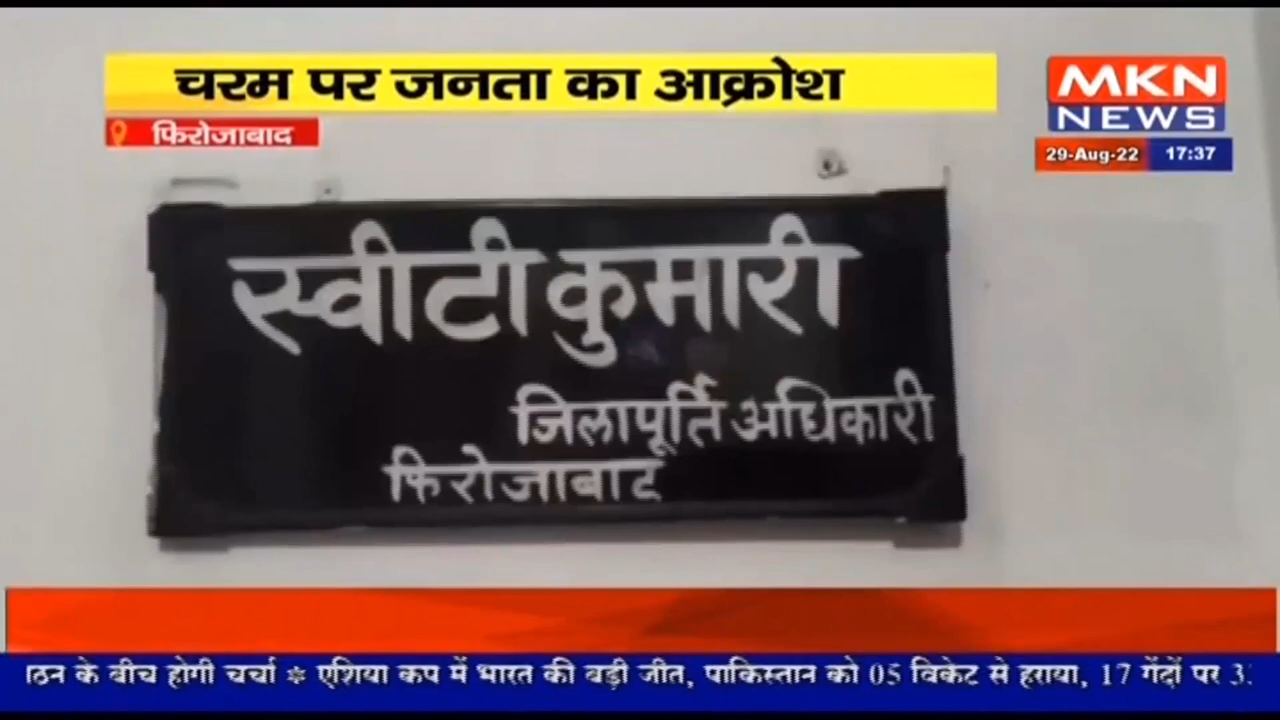 चरम पर जनता का आक्रोश
फिरोजाबाद
MKN
NEWS
29-Aug-22 17:37
स्वीटी कुमारी
जिलापूर्ति अधिकारी
फिरोजाबाद
के बीच होगी चर्चा * एशिया कप में भारत की बड़ी जीत, पाकिस्तान को 05 विकेट से हराया, 17 गेंदों पर